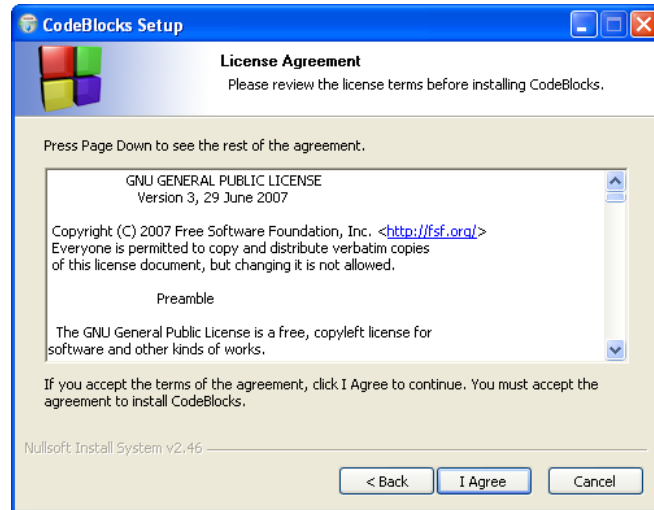 CodeBlocks Setup
License Agreement
Please review the license terms before installing CodeBlocks.
Press Page Down to see the rest of the agreement.
GNU GENERAL PUBLIC LICENSE
Version 3, 29 June 2007
Copyright (C) 2007 Free Software Foundation, Inc. <http://fsf.org/>
Everyone is permitted to copy and distribute verbatim copies
of this license document, but changing it is not allowed.
Preamble
The GNU General Public License is a free, copyleft license for
software and other kinds of works.
If you accept the terms of the agreement, click I Agree to continue. You must accept the
agreement to install CodeBlocks.
Nullsoft Install System v2.46
< Back I Agree Cancel